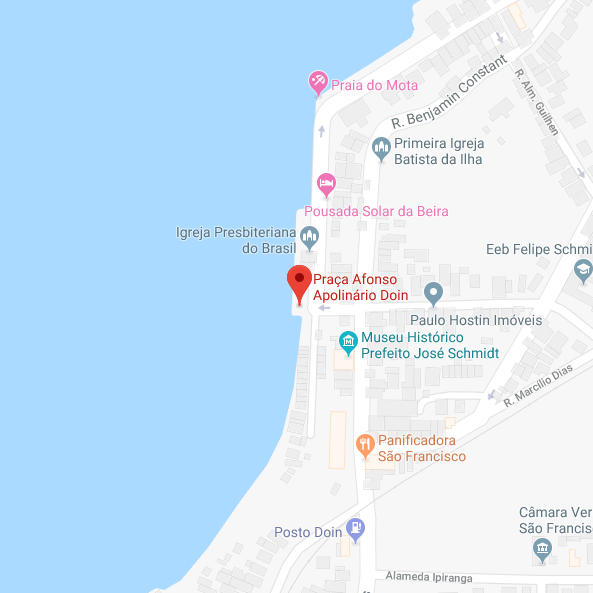 Praia do Mota
R. Benjamin Constant
R. Alm. Guilhen
Primeira Igreja
Batista da Ilha
Pousada Solar da Beira
Igreja Presbiteriana
do Brasil
Eeb Felipe Schmi
Praça Afonso
Apolinário Doin
Paulo Hostin Imóveis
Museu Histórico
Prefeito José Schmidt
R. Marcílio Dias
Panificadora
São Francisco
Câmara Ver
São Francisc
Posto Doin
Alameda Ipiranga